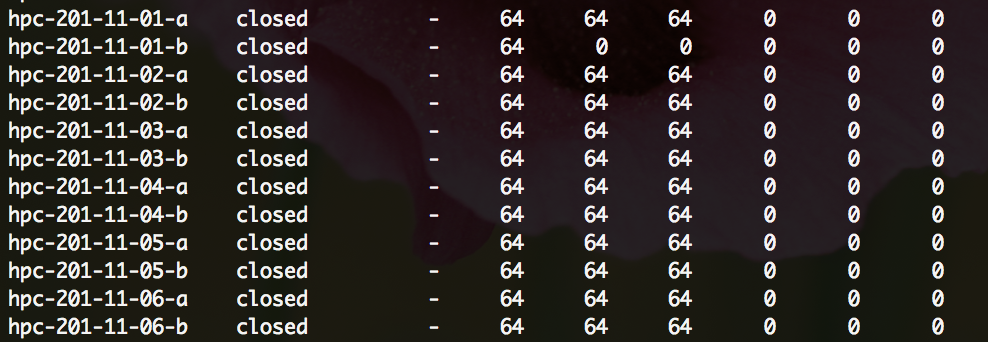 hpc-201-11-01-a closed - 64 64 64 0 0 0
hpc-201-11-01-b closed - 64 0 0 0 0 0
hpc-201-11-02-a closed - 64 64 64 0 0 0
hpc-201-11-02-b closed - 64 64 64 0 0 0
hpc-201-11-03-a closed - 64 64 64 0 0 0
hpc-201-11-03-b closed - 64 64 64 0 0 0
hpc-201-11-04-a closed - 64 64 64 0 0 0
hpc-201-11-04-b closed - 64 64 64 0 0 0
hpc-201-11-05-a closed - 64 64 64 0 0 0
hpc-201-11-05-b closed - 64 64 64 0 0 0
hpc-201-11-06-a closed - 64 64 64 0 0 0
hpc-201-11-06-b closed - 64 64 64 0 0 0